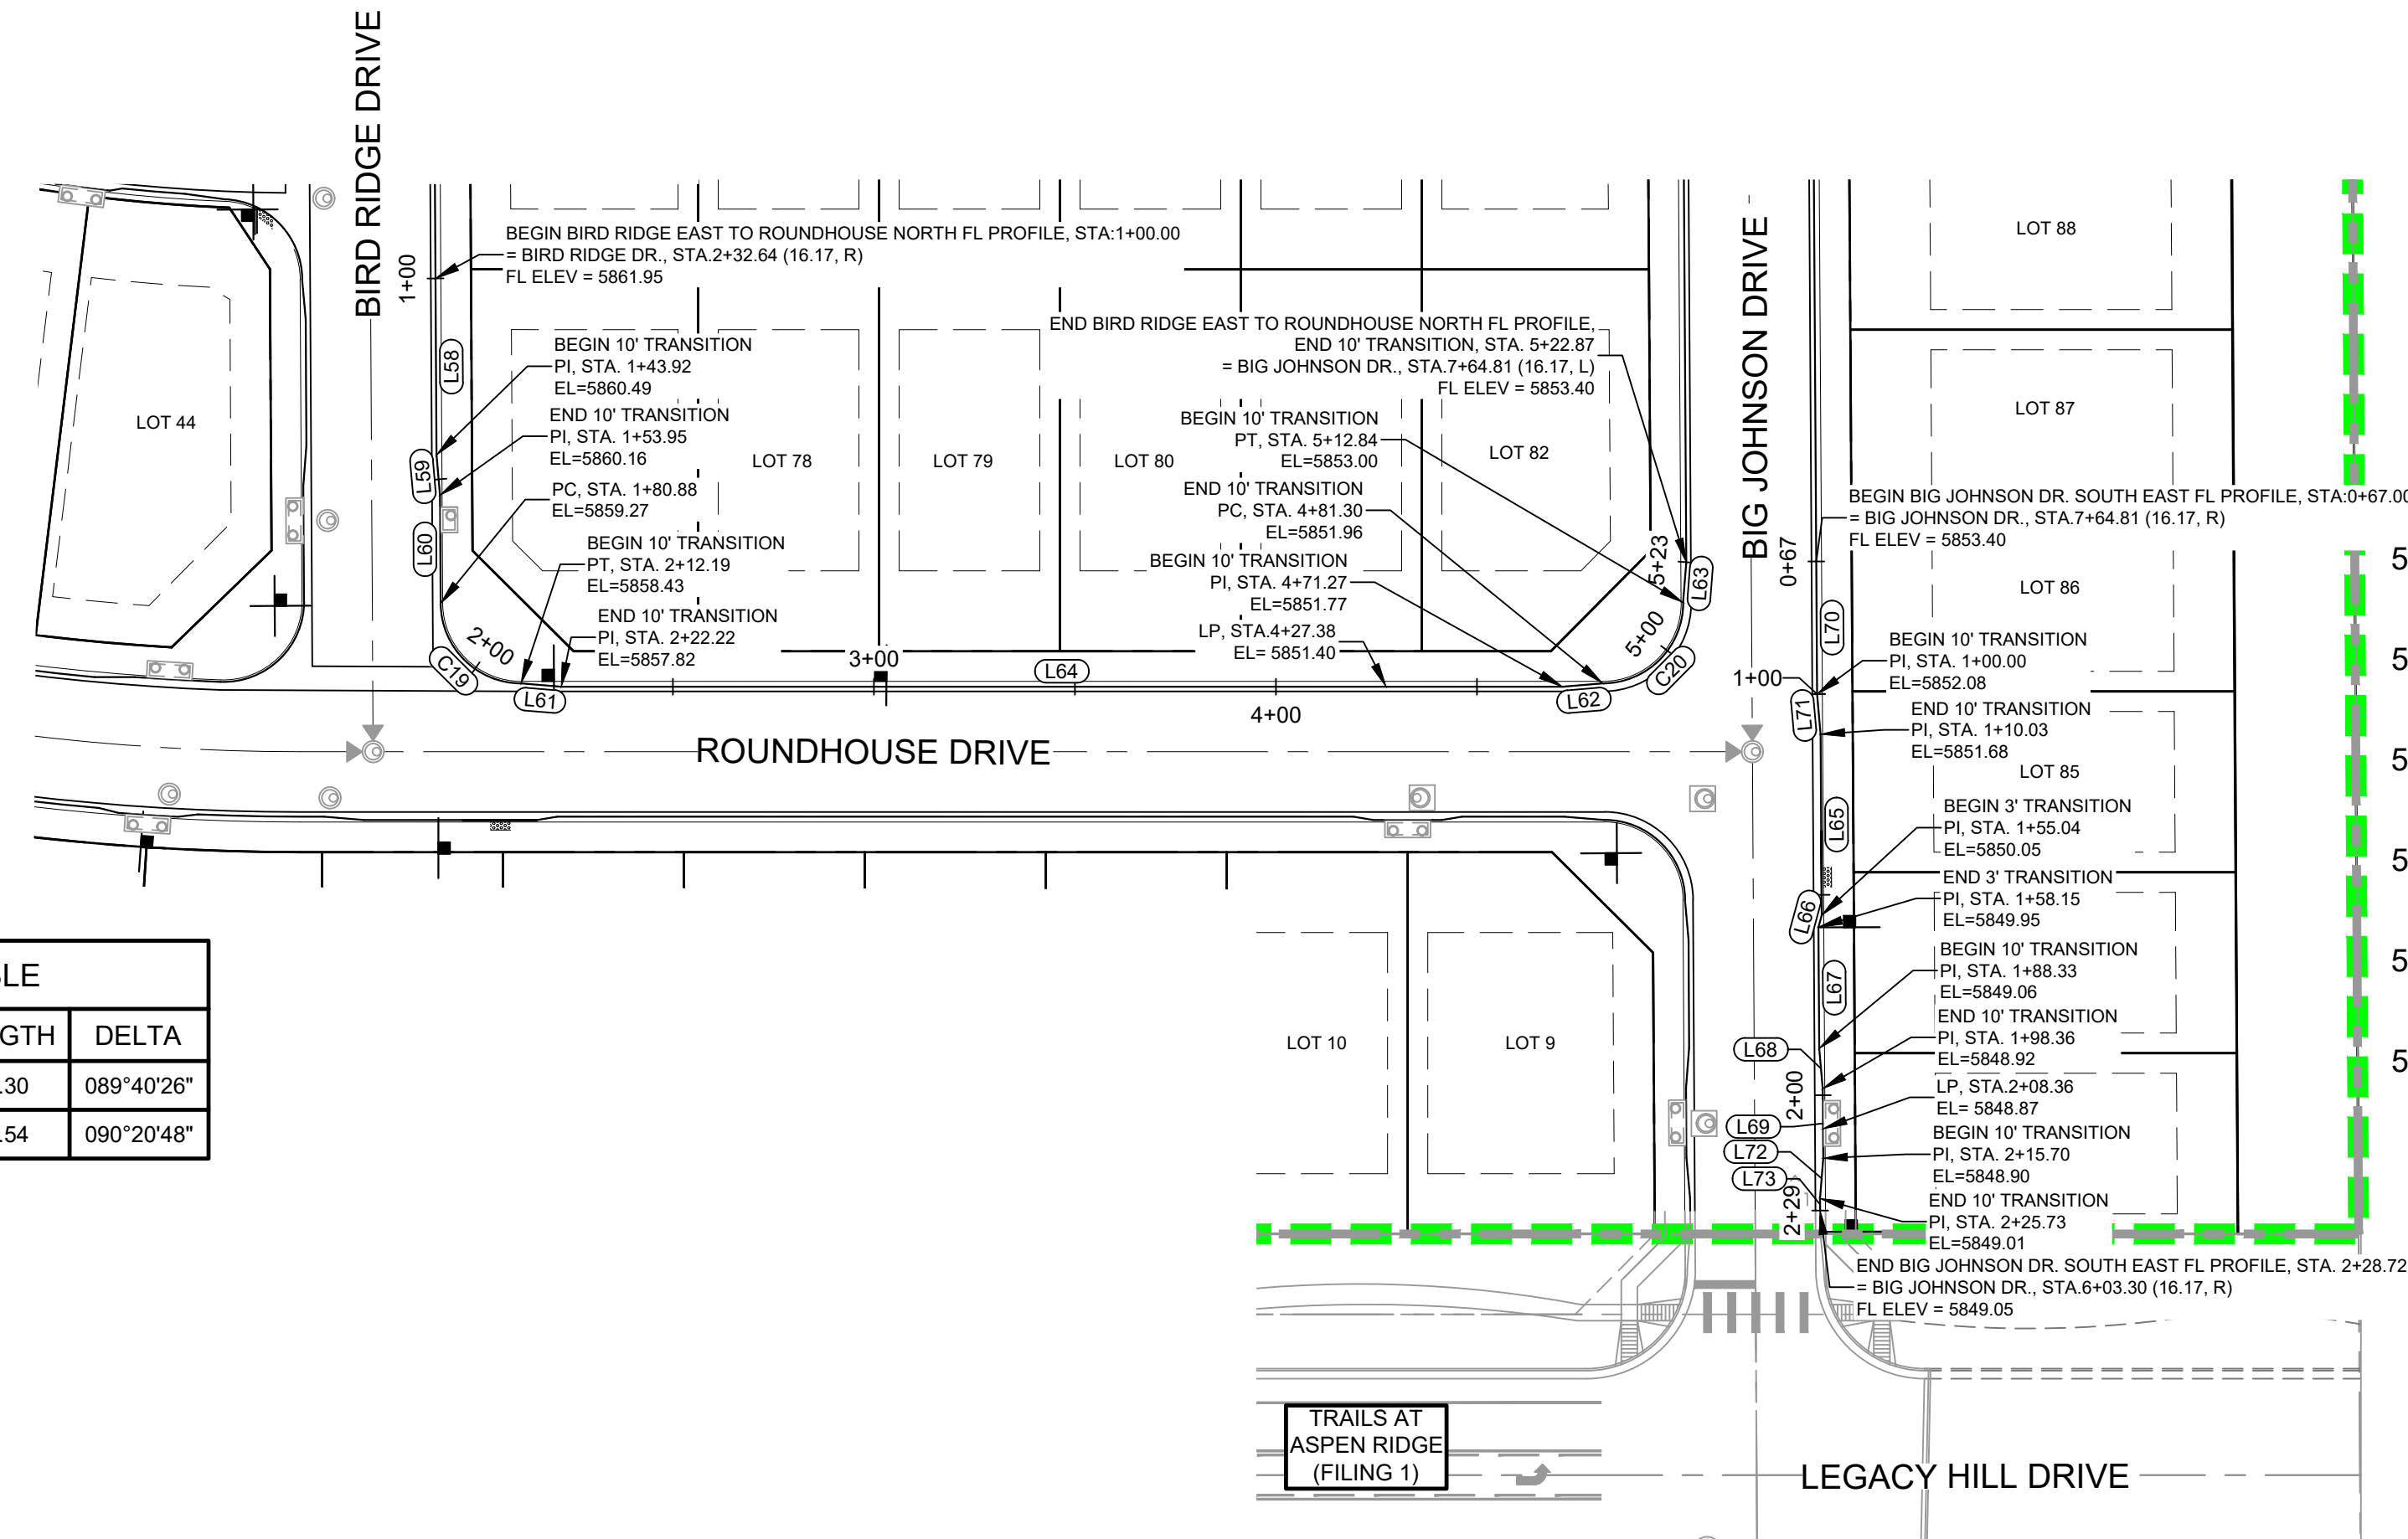 BIRD RIDGE DRIVE
BEGIN BIRD RIDGE EAST TO ROUNDHOUSE NORTH FL PROFILE, STA:1+00.00
= BIRD RIDGE DR., STA.2+32.64 (16.17, R)
FL ELEV = 5861.95
1+00
L58
BEGIN 10' TRANSITION
PI, STA. 1+43.92
EL=5860.49
END 10' TRANSITION
PI, STA. 1+53.95
EL=5860.16
L59
PC, STA. 1+80.88
EL=5859.27
L60
BEGIN 10' TRANSITION
PT, STA. 2+12.19
EL=5858.43
END 10' TRANSITION
PI, STA. 2+22.22
EL=5857.82
2+00
C19
L61
LOT 44
LOT 78
LOT 79
LOT 80
LOT 82
END BIRD RIDGE EAST TO ROUNDHOUSE NORTH FL PROFILE,
END 10' TRANSITION, STA. 5+22.87
= BIG JOHNSON DR., STA.7+64.81 (16.17, L)
FL ELEV = 5853.40
BEGIN 10' TRANSITION
PT, STA. 5+12.84
EL=5853.00
END 10' TRANSITION
PC, STA. 4+81.30
EL=5851.96
BEGIN 10' TRANSITION
PI, STA. 4+71.27
EL=5851.77
LP, STA.4+27.38
EL= 5851.40
3+00
L64
4+00
L62
5+00
C20
5+23
L63
ROUNDHOUSE DRIVE
BIG JOHNSON DRIVE
LOT 88
LOT 87
BEGIN BIG JOHNSON DR. SOUTH EAST FL PROFILE, STA:0+67.00
= BIG JOHNSON DR., STA.7+64.81 (16.17, R)
FL ELEV = 5853.40
0+67
LOT 86
L70
BEGIN 10' TRANSITION
PI, STA. 1+00.00
EL=5852.08
1+00
L71
END 10' TRANSITION
PI, STA. 1+10.03
EL=5851.68
LOT 85
L65
BEGIN 3' TRANSITION
PI, STA. 1+55.04
EL=5850.05
END 3' TRANSITION
PI, STA. 1+58.15
EL=5849.95
L66
BEGIN 10' TRANSITION
PI, STA. 1+88.33
EL=5849.06
L67
END 10' TRANSITION
PI, STA. 1+98.36
EL=5848.92
L68
LP, STA.2+08.36
EL= 5848.87
2+00
L69
BEGIN 10' TRANSITION
PI, STA. 2+15.70
EL=5848.90
L72
L73
END 10' TRANSITION
PI, STA. 2+25.73
EL=5849.01
2+29
END BIG JOHNSON DR. SOUTH EAST FL PROFILE, STA. 2+28.72
= BIG JOHNSON DR., STA.6+03.30 (16.17, R)
FL ELEV = 5849.05
5
5
5
5
5
5
LOT 10
LOT 9
DELTA
.30 089°40'26"
.54 090°20'48"
TRAILS AT
ASPEN RIDGE
(FILING 1)
LEGACY HILL DRIVE